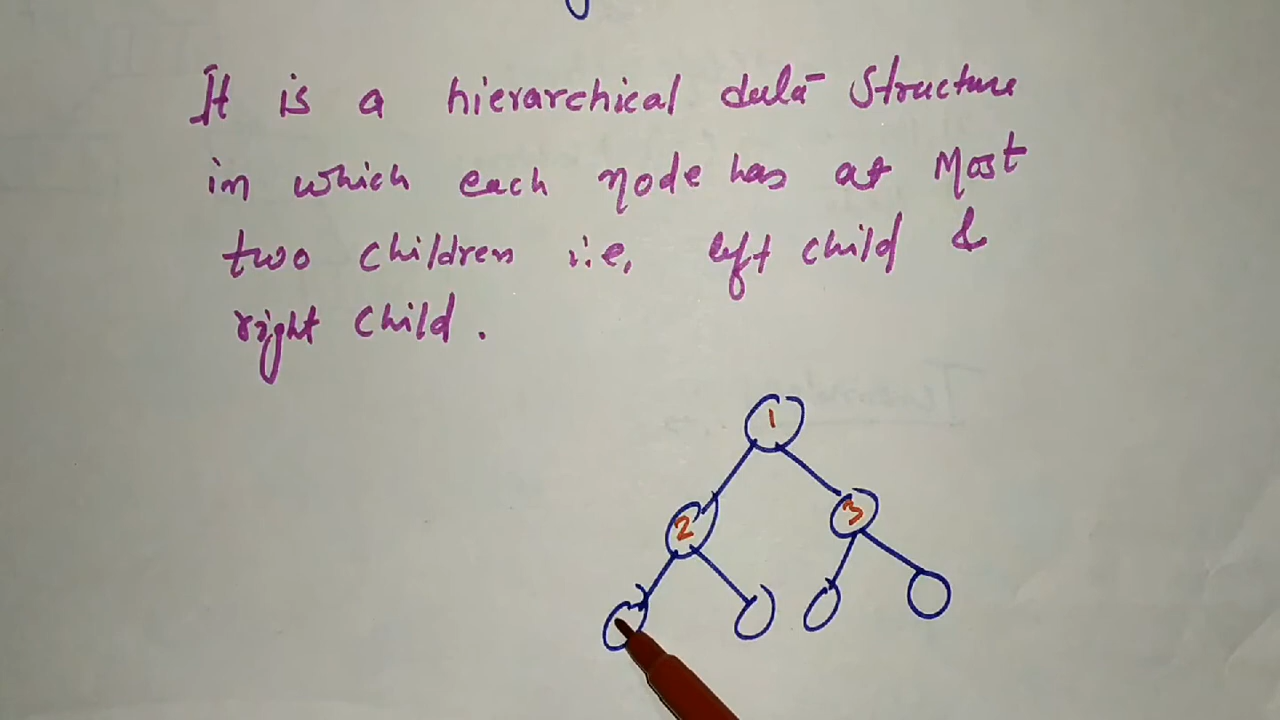 It is a hierarchical data structure
in which each node has at Most
two children i.e, left child &
right child.
1
2 3